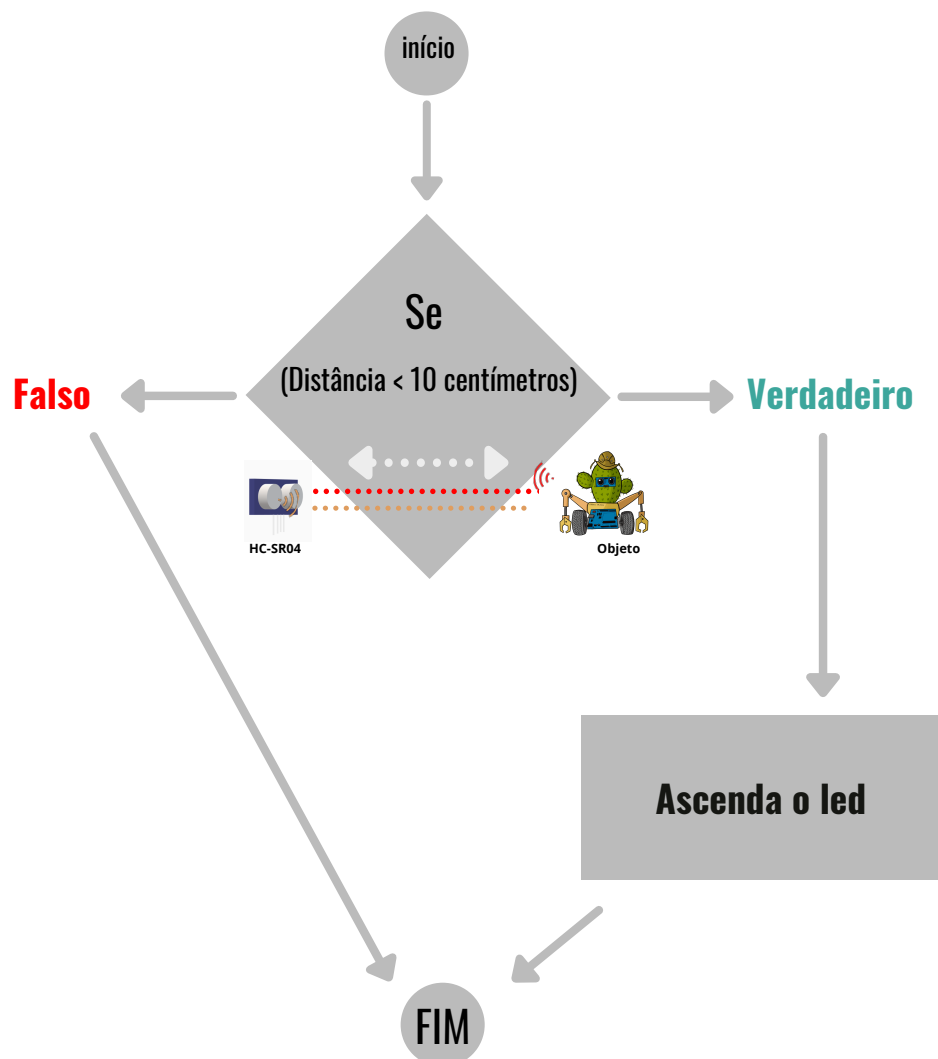 início
Se
(Distância < 10 centímetros)
Falso
Verdadeiro
HC-SR04
Objeto
Ascenda o led
FIM